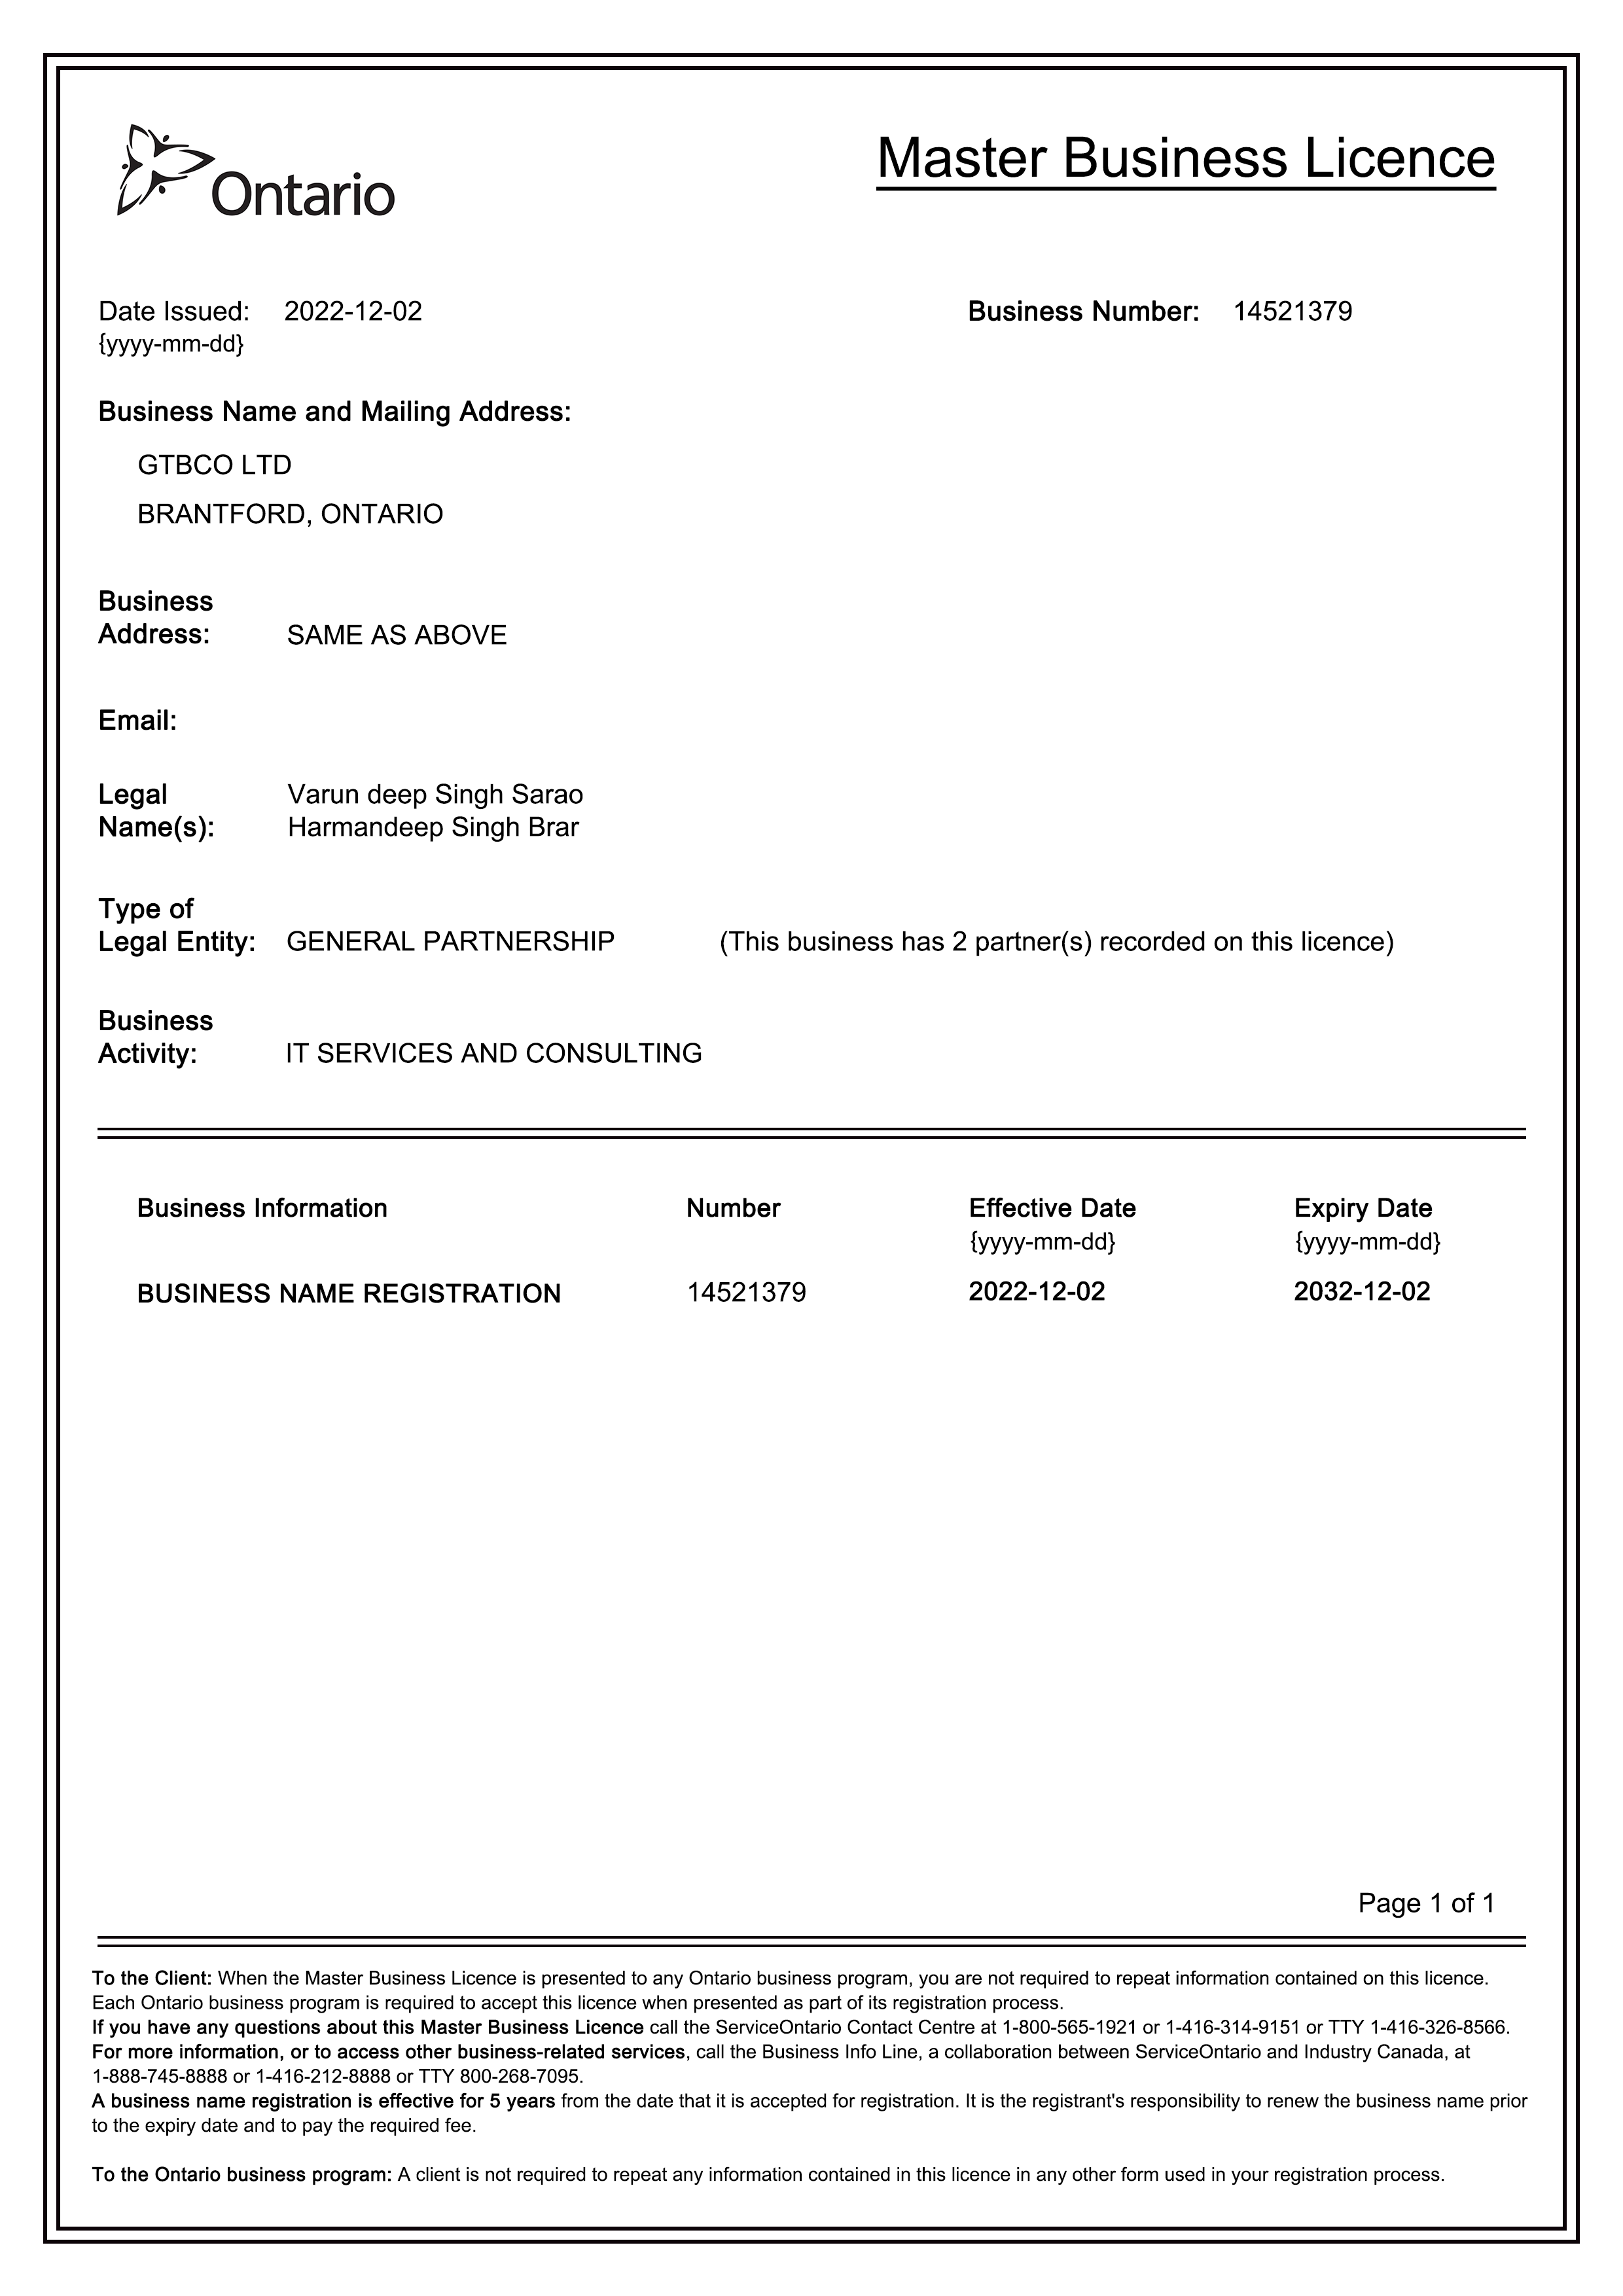 Ontario
Master Business Licence
Date Issued: 2022-12-02
{yyyy-mm-dd}
Business Number: 14521379
Business Name and Mailing Address:
GTBCO LTD
BRANTFORD, ONTARIO
Business
Address: SAME AS ABOVE
Email:
Legal Varun deep Singh Sarao
Name(s): Harmandeep Singh Brar
Type of
Legal Entity: GENERAL PARTNERSHIP (This business has 2 partner(s) recorded on this licence)
Business
Activity: IT SERVICES AND CONSULTING
Business Information Number Effective Date Expiry Date
{yyyy-mm-dd} {yyyy-mm-dd}
BUSINESS NAME REGISTRATION 14521379 2022-12-02 2032-12-02
Page 1 of 1
To the Client: When the Master Business Licence is presented to any Ontario business program, you are not required to repeat information contained on this licence.
Each Ontario business program is required to accept this licence when presented as part of its registration process.
If you have any questions about this Master Business Licence call the ServiceOntario Contact Centre at 1-800-565-1921 or 1-416-314-9151 or TTY 1-416-326-8566.
For more information, or to access other business-related services, call the Business Info Line, a collaboration between ServiceOntario and Industry Canada, at
1-888-745-8888 or 1-416-212-8888 or TTY 800-268-7095.
A business name registration is effective for 5 years from the date that it is accepted for registration. It is the registrant's responsibility to renew the business name prior
to the expiry date and to pay the required fee.
To the Ontario business program: A client is not required to repeat any information contained in this licence in any other form used in your registration process.